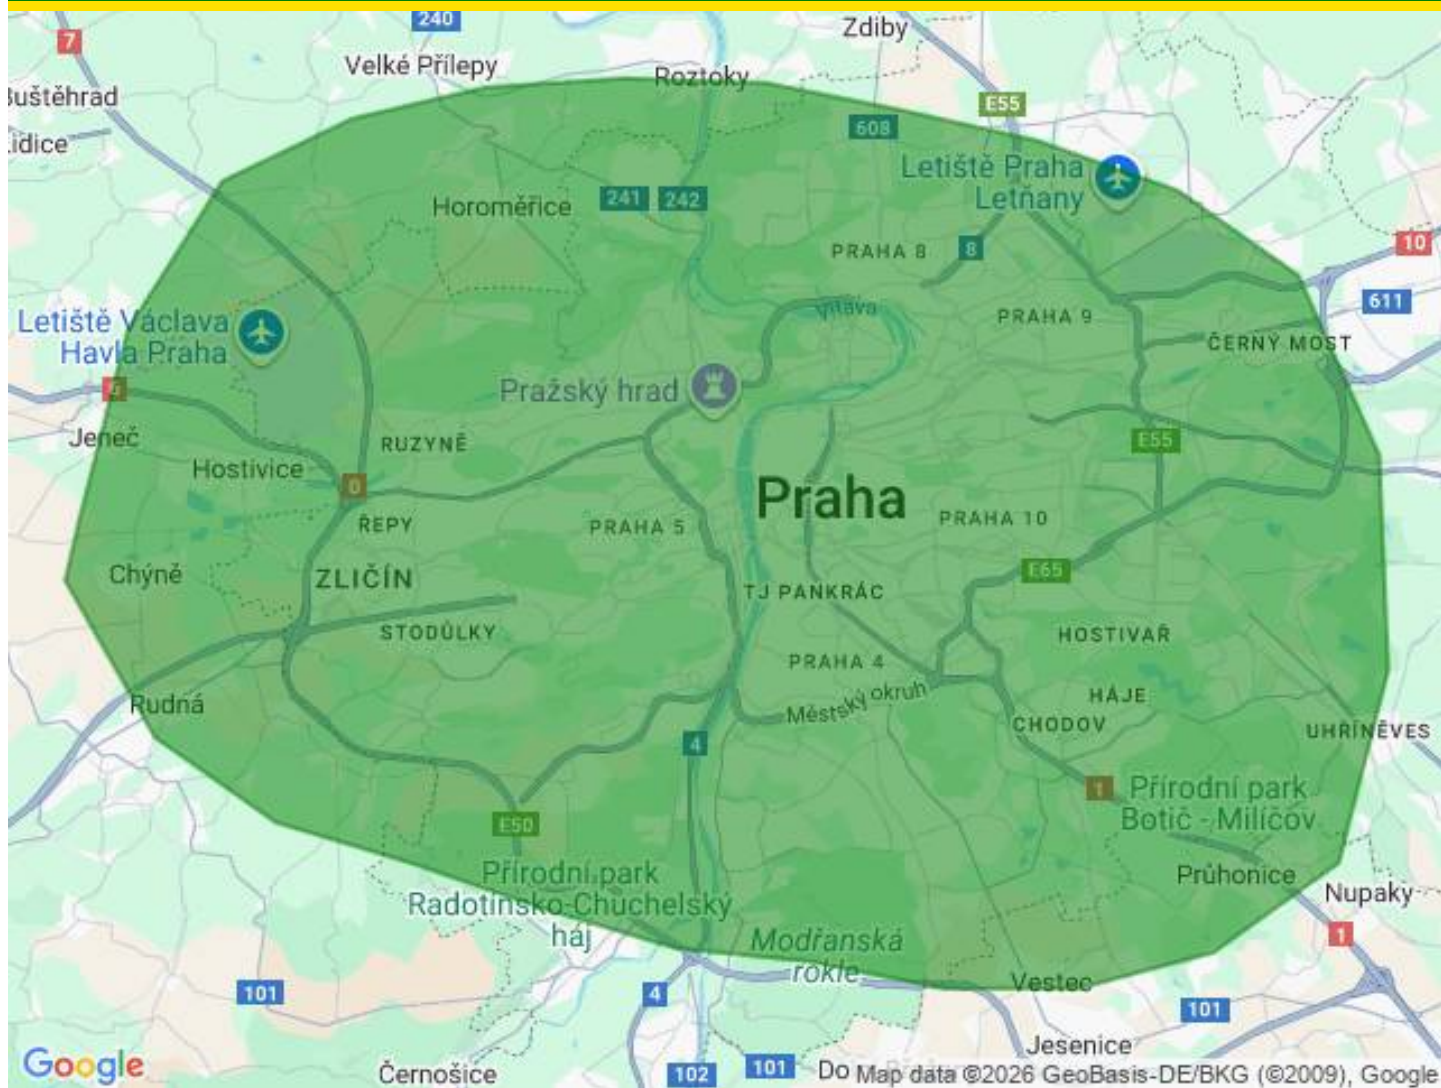 240
Zdiby
7
Velké Přílepy
Roztoky
Buštěhrad
E55
608
Lidice
Letiště Praha
Letňany
241
242
Horoměřice
PRAHA 8
8
10
611
Vltava
PRAHA 9
Letiště Václava
Havla Praha
ČERNÝ MOST
Pražský hrad
Jeneč
RUZYNĚ
E55
Hostivice
0
Praha
ŘEPY
PRAHA 5
PRAHA 10
Chýně
ZLIČÍN
E65
TJ PANKRÁC
STODŮLKY
HOSTIVAŘ
PRAHA 4
Městský okruh
HÁJE
Rudná
CHODOV
UHŘÍNĚVES
4
1
Přírodní park
Botič - Milíčov
E50
Přírodní park
Radotínsko-Chuchelský
háj
Průhonice
Nupaky
1
Modřanská
rokle
Vestec
101
4
101
Jesenice
Google
Černošice
102
101
Do
Map data ©2026 GeoBasis-DE/BKG (©2009), Google